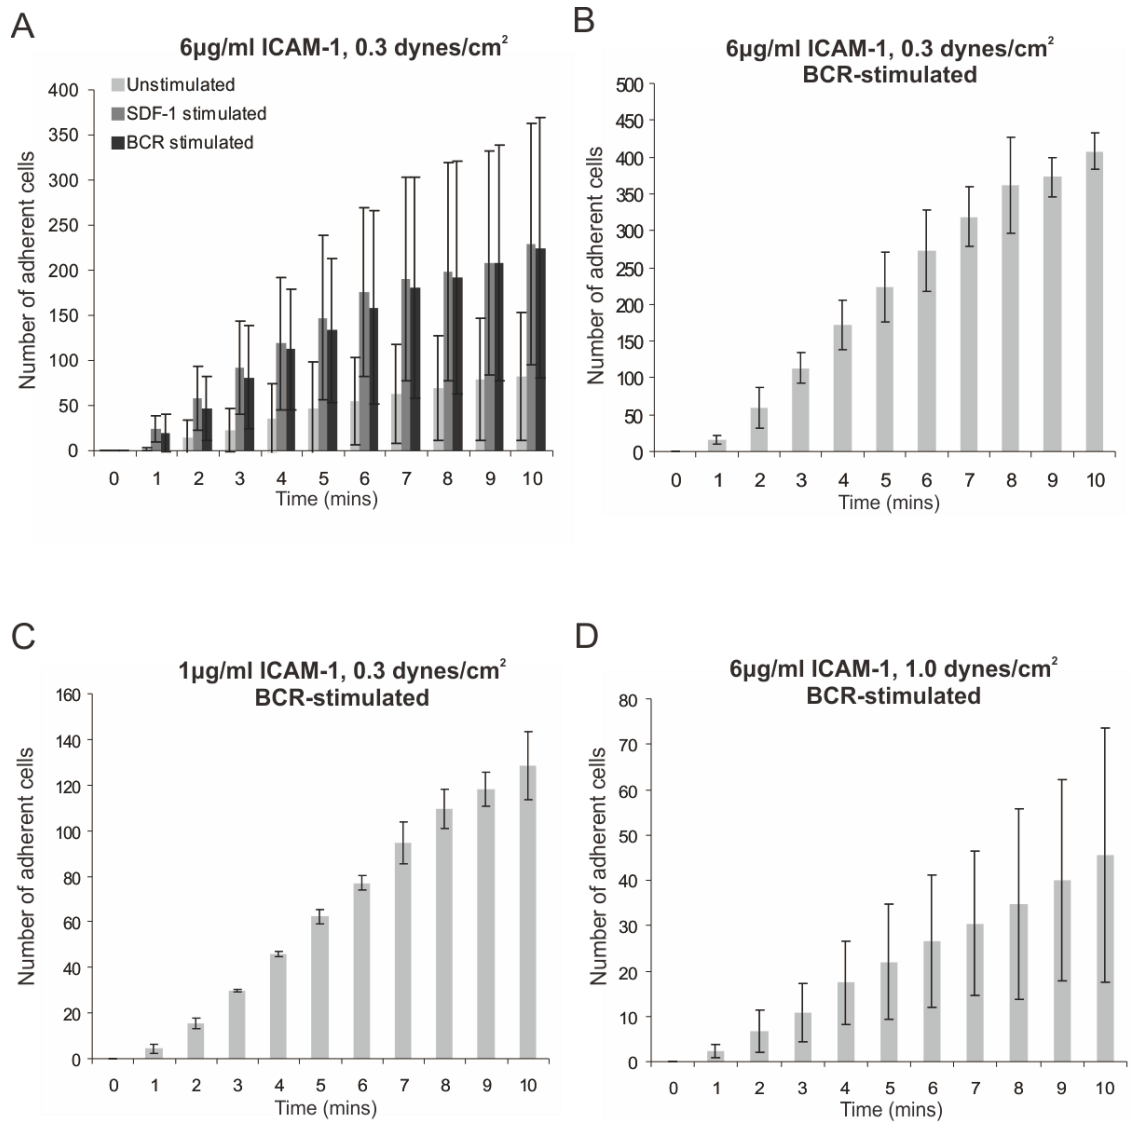 A
6µg/ml ICAM-1, 0.3 dynes/cm²
Unstimulated
SDF-1 stimulated
BCR stimulated
Number of adherent cells
400
350
300
250
200
150
100
50
0
0 1 2 3 4 5 6 7 8 9 10
Time (mins)
B
6µg/ml ICAM-1, 0.3 dynes/cm²
BCR-stimulated
Number of adherent cells
500
450
400
350
300
250
200
150
100
50
0
0 1 2 3 4 5 6 7 8 9 10
Time (mins)
C
1µg/ml ICAM-1, 0.3 dynes/cm²
BCR-stimulated
Number of adherent cells
160
140
120
100
80
60
40
20
0
0 1 2 3 4 5 6 7 8 9 10
Time (mins)
D
6µg/ml ICAM-1, 1.0 dynes/cm²
BCR-stimulated
Number of adherent cells
80
70
60
50
40
30
20
10
0
0 1 2 3 4 5 6 7 8 9 10
Time (mins)